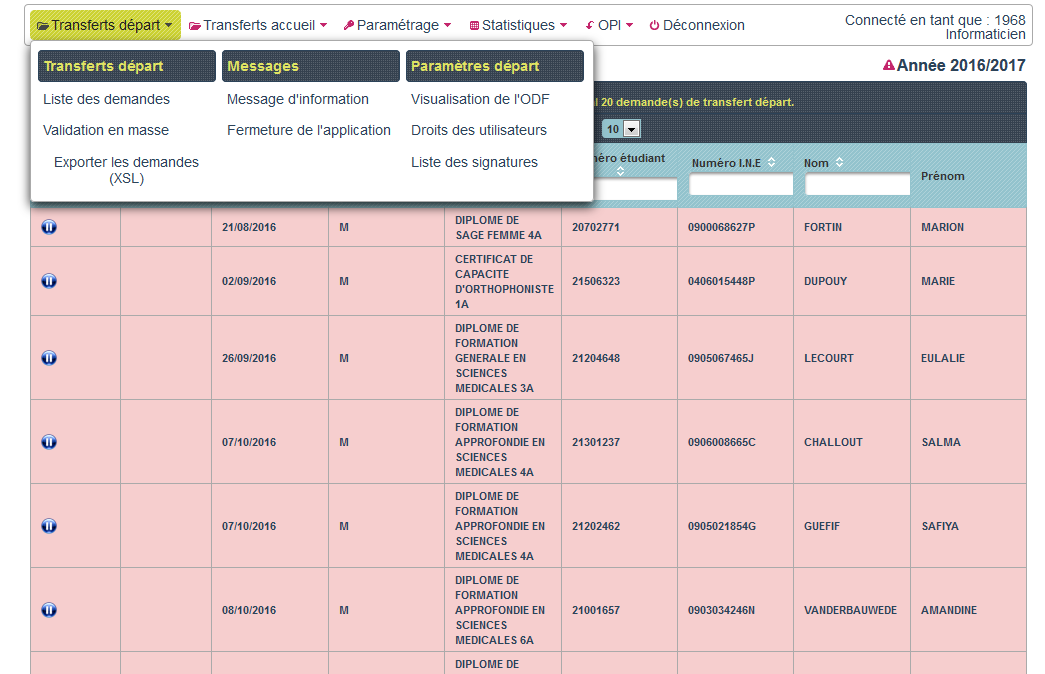 Transferts départ Transferts accueil Paramétrage Statistiques OPI Déconnexion
Connecté en tant que : 1968
Informaticien
Transferts départ Messages Paramètres départ
Liste des demandes Message d'information Visualisation de l'ODF
Validation en masse Fermeture de l'application Droits des utilisateurs
Exporter les demandes Liste des signatures
(XSL)
Année 2016/2017
20 demande(s) de transfert départ.
10
étudiant Numéro I.N.E Nom Prénom
21/08/2016 M DIPLOME DE
SAGE FEMME 4A 20702771 0900068627P FORTIN MARION
02/09/2016 M CERTIFICAT DE
CAPACITE
D'ORTHOPHONISTE
1A 21506323 0406015448P DUPOUY MARIE
26/09/2016 M DIPLOME DE
FORMATION
GENERALE EN
SCIENCES
MEDICALES 3A 21204648 0905067465J LECOURT EULALIE
07/10/2016 M DIPLOME DE
FORMATION
APPROFONDIE EN
SCIENCES
MEDICALES 4A 21301237 0906008665C CHALLOUT SALMA
07/10/2016 M DIPLOME DE
FORMATION
APPROFONDIE EN
SCIENCES
MEDICALES 4A 21202462 0905021854G GUEFIF SAFIYA
08/10/2016 M DIPLOME DE
FORMATION
APPROFONDIE EN
SCIENCES
MEDICALES 6A 21001657 0903034246N VANDERBAUWEDE AMANDINE
DIPLOME DE